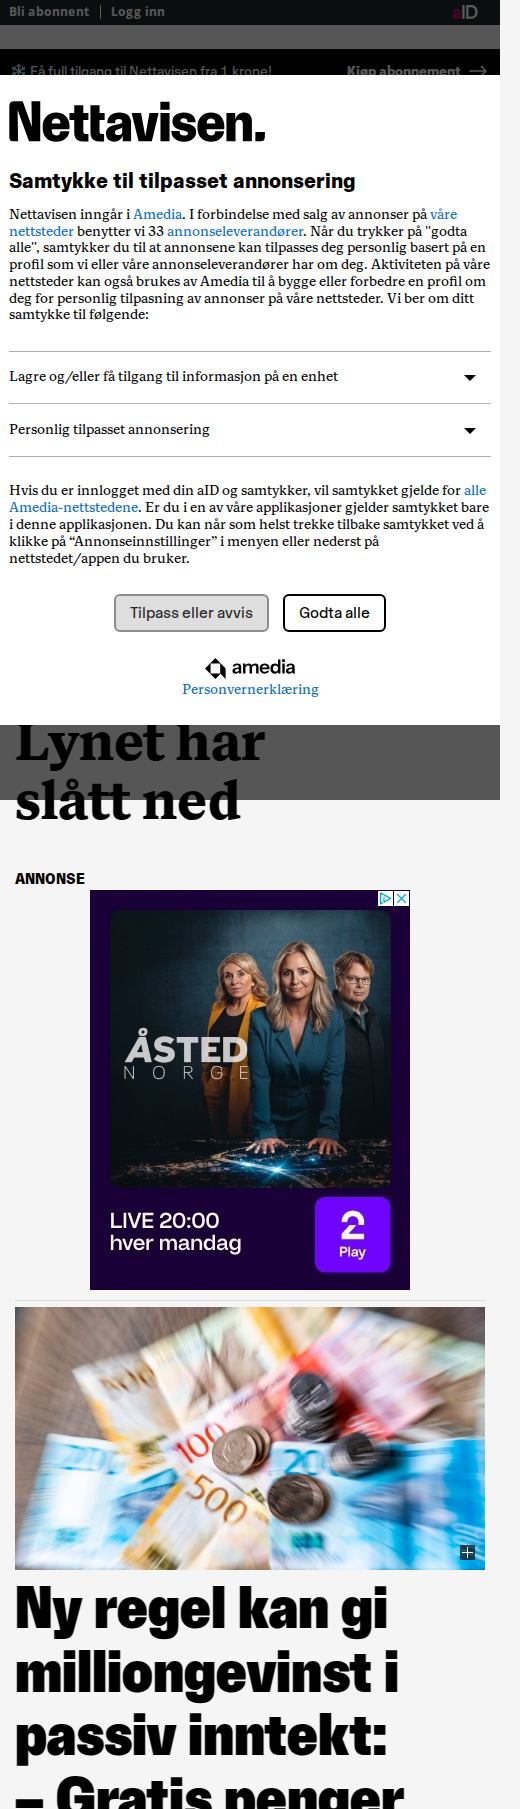 Bli abonnent | Logg inn aID
Få full tilgang til Nettavisen fra 1 krone! Kjøp abonnement
Nettavisen.
Samtykke til tilpasset annonsering
Nettavisen inngår i Amedia. I forbindelse med salg av annonser på våre
nettsteder benytter vi 33 annonseleverandører. Når du trykker på "godta
alle", samtykker du til at annonsene kan tilpasses deg personlig basert på en
profil som vi eller våre annonseleverandører har om deg. Aktiviteten på våre
nettsteder kan også brukes av Amedia til å bygge eller forbedre en profil om
deg for personlig tilpasning av annonser på våre nettsteder. Vi ber om ditt
samtykke til følgende:
Lagre og/eller få tilgang til informasjon på en enhet
Personlig tilpasset annonsering
Hvis du er innlogget med din aID og samtykker, vil samtykket gjelde for alle
Amedia-nettstedene. Er du i en av våre applikasjoner gjelder samtykket bare
i denne applikasjonen. Du kan når som helst trekke tilbake samtykket ved å
klikke på “Annonseinnstillinger” i menyen eller nederst på
nettstedet/appen du bruker.
Tilpass eller avvis Godta alle
amedia
Personvernerklæring
Lynet har
slått ned
ANNONSE
ÅSTED
NORGE
LIVE 20:00
hver mandag
2
Play
100
500
20
Ny regel kan gi
milliongevinst i
passiv inntekt:
– Gratis penger